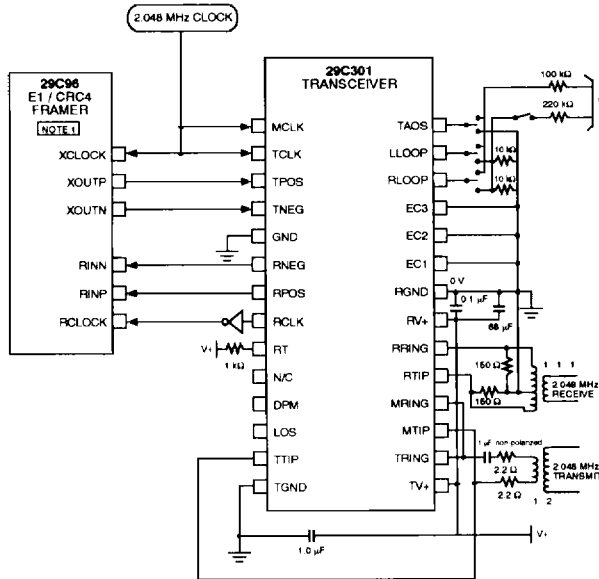 2.048 MHz CLOCK
29C96
E1 / CRC4
FRAMER
NOTE 1
XCLOCK
XOUTP
XOUTN
RINN
RINP
RCLOCK
29C301
TRANSCEIVER
MCLK
TCLK
TPOS
TNEG
GND
RNEG
RPOS
RCLK
RT
N/C
DPM
LOS
TTIP
TGND
V+
1 kΩ
TAOS
LLOOP
RLOOP
EC3
EC2
EC1
RGND
RV+
RRING
RTIP
MRING
MTIP
TRING
TV+
100 kΩ
220 kΩ
10 kΩ
10 kΩ
0 V
0.1 µF
68 µF
150 Ω
150 Ω
1 1 1
2.048 MHz
RECEIVE
1 µF non-polarized
2.2 Ω
2.2 Ω
2.048 MHz
TRANSMIT
1 2
1.0 µF
V+